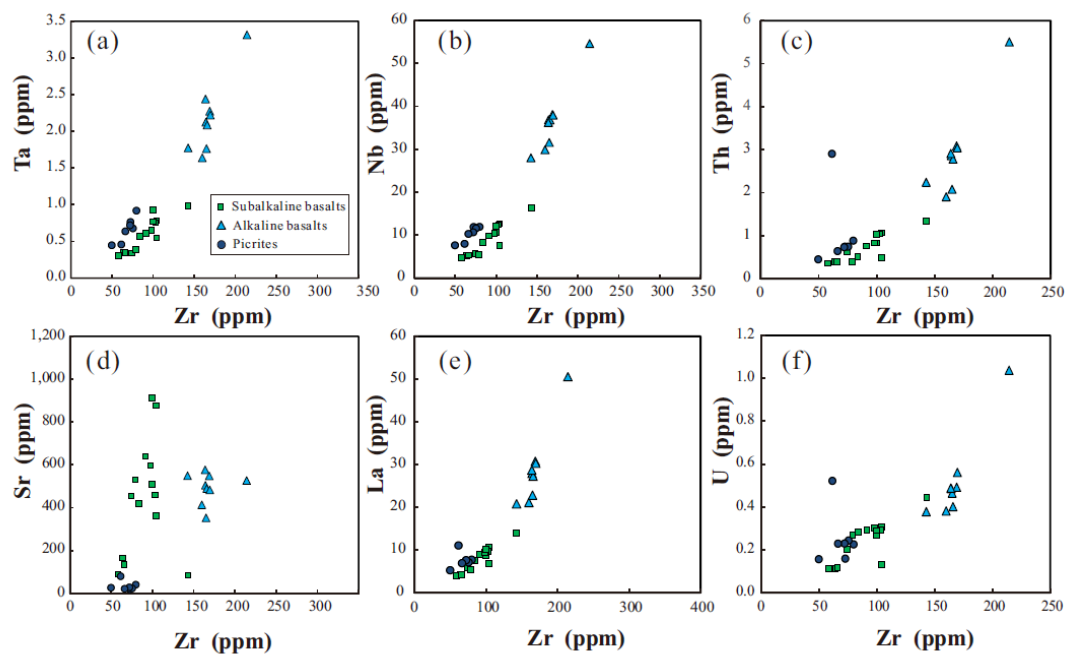 (a)
3.5
3.0
2.5
2.0
1.5
1.0
0.5
0.0
Ta (ppm)
0 50 100 150 200 250 300 350
Zr (ppm)
Subalkaline basalts
Alkaline basalts
Picrites
(b)
60
50
40
30
20
10
0
Nb (ppm)
0 50 100 150 200 250 300
Zr (ppm)
(c)
6
5
4
3
2
1
0
Th (ppm)
0 50 100 150 200 250
Zr (ppm)
(d)
1,200
1,000
800
600
400
200
0
Sr (ppm)
0 50 100 150 200 250 300 350
Zr (ppm)
(e)
60
50
40
30
20
10
0
La (ppm)
0 100 200 300 400
Zr (ppm)
(f)
1.2
1.0
0.8
0.6
0.4
0.2
0.0
U (ppm)
0 50 100 150 200 250
Zr (ppm)